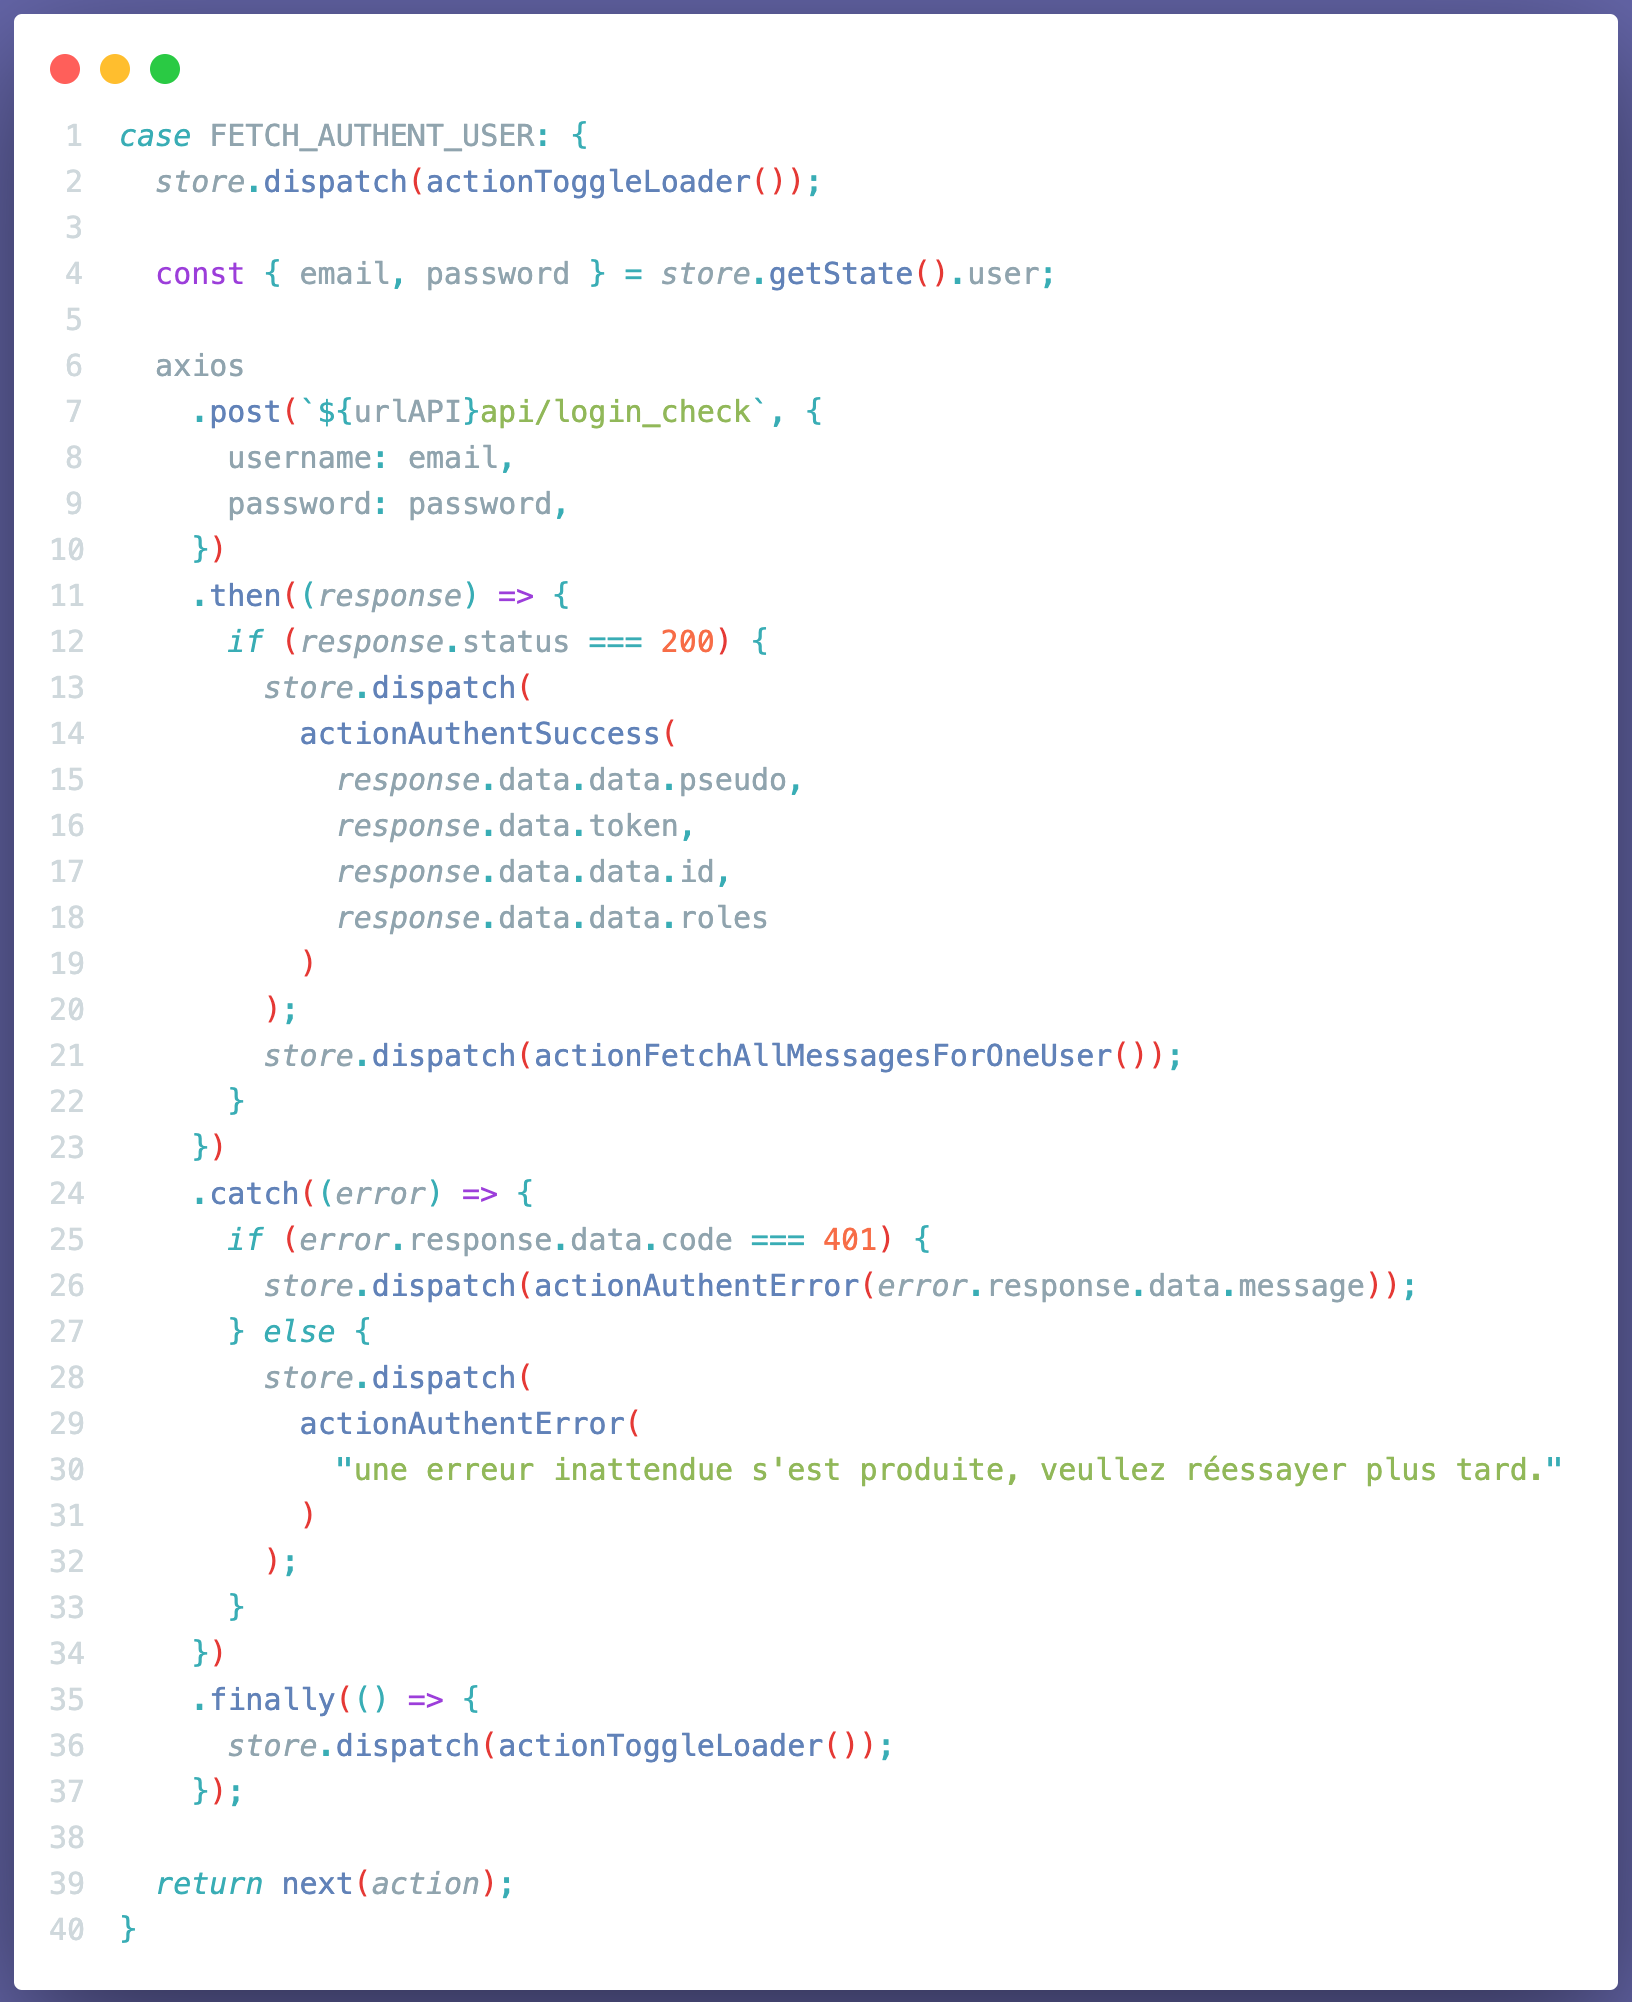 1 case FETCH_AUTHENT_USER: {
2   store.dispatch(actionToggleLoader());
3
4   const { email, password } = store.getState().user;
5
6   axios
7     .post(`${urlAPI}api/login_check`, {
8       username: email,
9       password: password,
10     })
11     .then((response) => {
12       if (response.status === 200) {
13         store.dispatch(
14           actionAuthentSuccess(
15             response.data.data.pseudo,
16             response.data.token,
17             response.data.data.id,
18             response.data.data.roles
19           )
20         );
21         store.dispatch(actionFetchAllMessagesForOneUser());
22       }
23     })
24     .catch((error) => {
25       if (error.response.data.code === 401) {
26         store.dispatch(actionAuthentError(error.response.data.message));
27       } else {
28         store.dispatch(
29           actionAuthentError(
30             "une erreur inattendue s'est produite, veullez réessayer plus tard."
31           )
32         );
33       }
34     })
35     .finally(() => {
36       store.dispatch(actionToggleLoader());
37     });
38
39   return next(action);
40 }